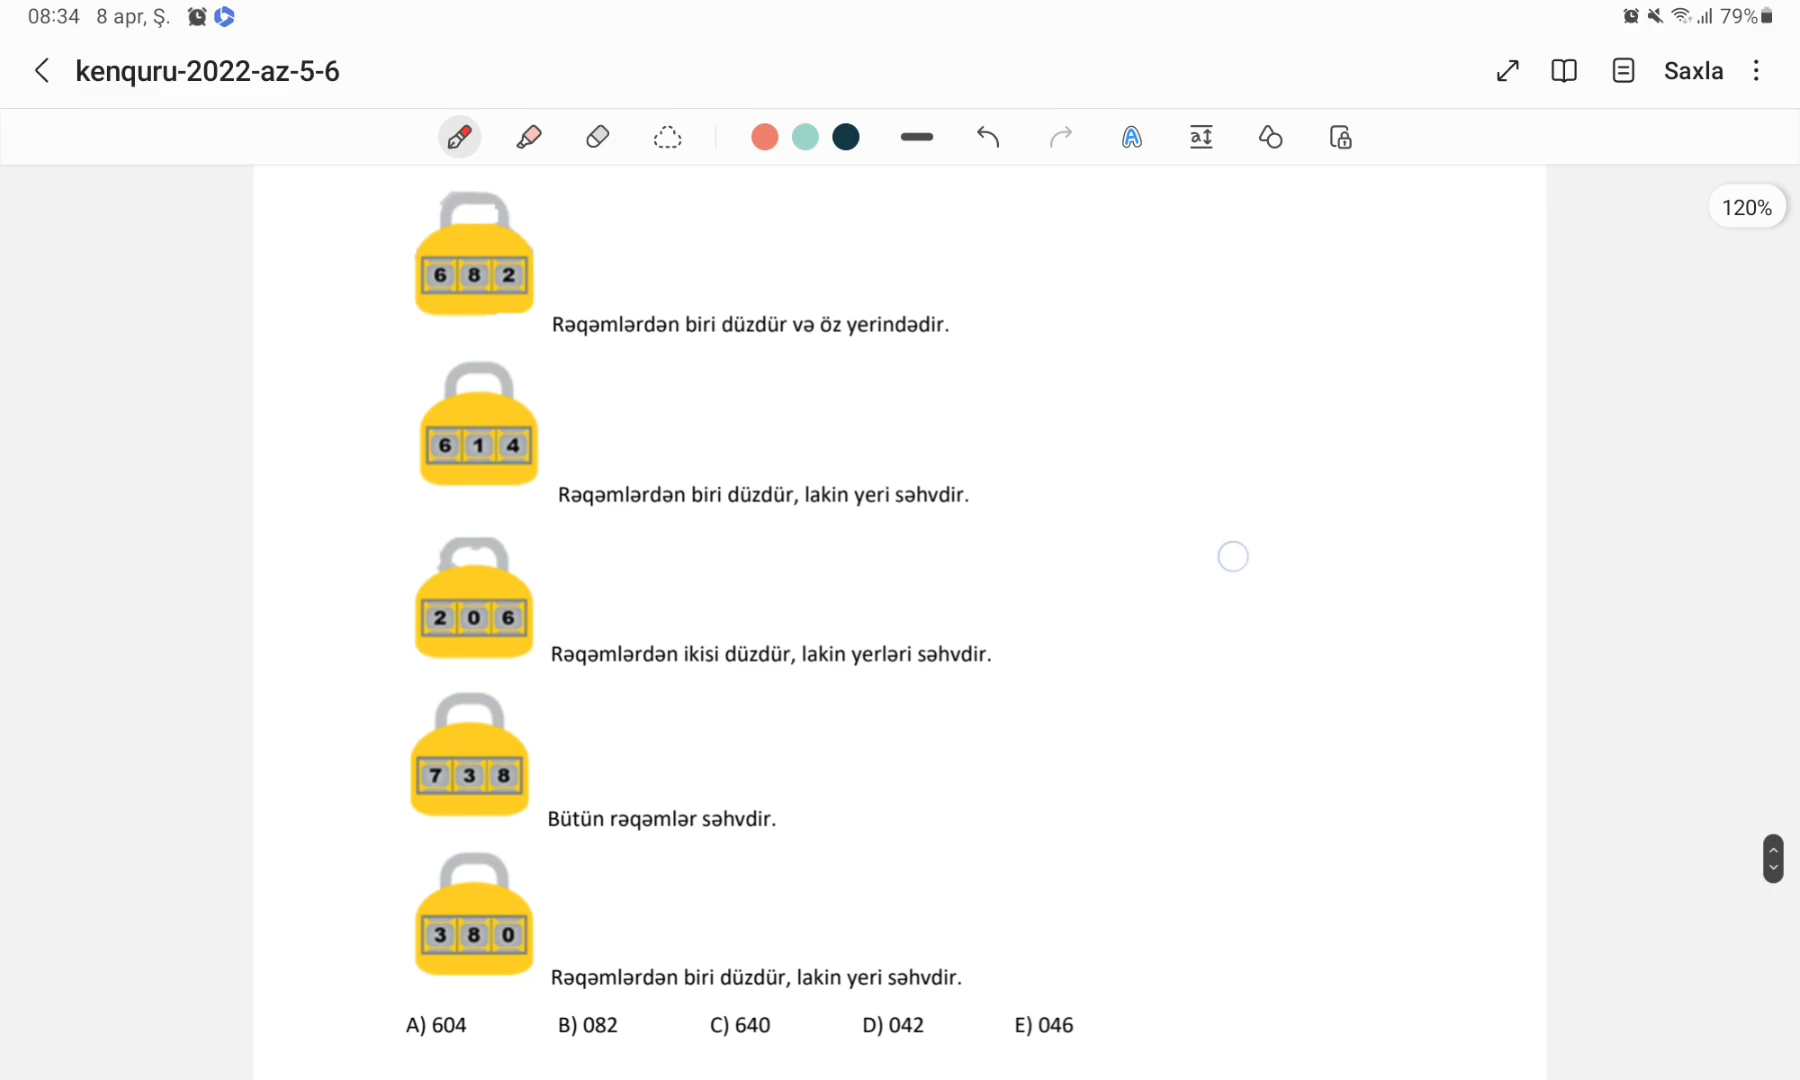 08:34 8 apr, Ş. 79%
kenquru-2022-az-5-6 Saxla
120%
6 8 2
Rəqəmlərdən biri düzdür və öz yerindədir.
6 1 4
Rəqəmlərdən biri düzdür, lakin yeri səhvdir.
2 0 6
Rəqəmlərdən ikisi düzdür, lakin yerləri səhvdir.
7 3 8
Bütün rəqəmlər səhvdir.
3 8 0
Rəqəmlərdən biri düzdür, lakin yeri səhvdir.
A) 604 B) 082 C) 640 D) 042 E) 046